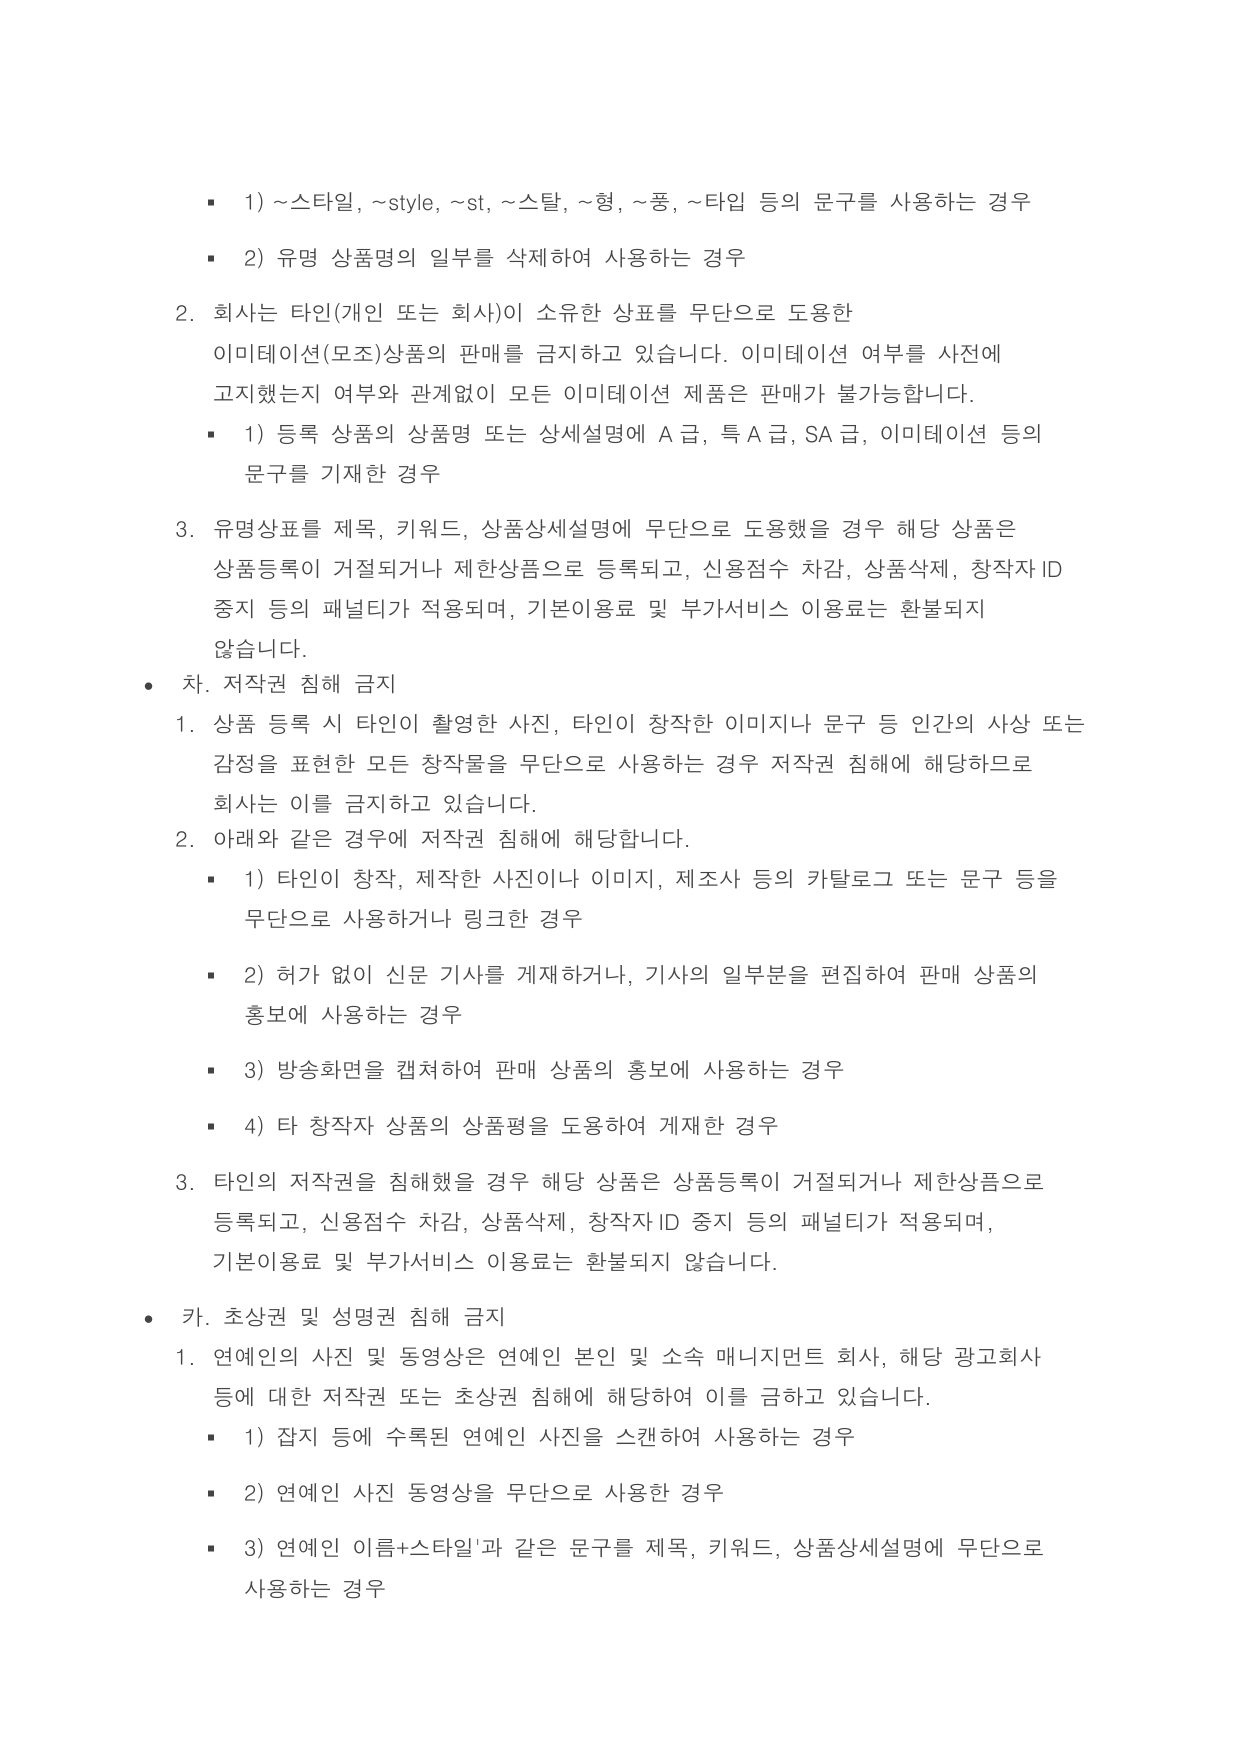 ▪ 1) ~스타일, ~style, ~st, ~스탈, ~형, ~풍, ~타입 등의 문구를 사용하는 경우
▪ 2) 유명 상품명의 일부를 삭제하여 사용하는 경우
2. 회사는 타인(개인 또는 회사)이 소유한 상표를 무단으로 도용한
이미테이션(모조)상품의 판매를 금지하고 있습니다. 이미테이션 여부를 사전에
고지했는지 여부와 관계없이 모든 이미테이션 제품은 판매가 불가능합니다.
▪ 1) 등록 상품의 상품명 또는 상세설명에 A 급, 특 A 급, SA 급, 이미테이션 등의
문구를 기재한 경우
3. 유명상표를 제목, 키워드, 상품상세설명에 무단으로 도용했을 경우 해당 상품은
상품등록이 거절되거나 제한상픔으로 등록되고, 신용점수 차감, 상품삭제, 창작자 ID
중지 등의 패널티가 적용되며, 기본이용료 및 부가서비스 이용료는 환불되지
않습니다.
• 차. 저작권 침해 금지
1. 상품 등록 시 타인이 촬영한 사진, 타인이 창작한 이미지나 문구 등 인간의 사상 또는
감정을 표현한 모든 창작물을 무단으로 사용하는 경우 저작권 침해에 해당하므로
회사는 이를 금지하고 있습니다.
2. 아래와 같은 경우에 저작권 침해에 해당합니다.
▪ 1) 타인이 창작, 제작한 사진이나 이미지, 제조사 등의 카탈로그 또는 문구 등을
무단으로 사용하거나 링크한 경우
▪ 2) 허가 없이 신문 기사를 게재하거나, 기사의 일부분을 편집하여 판매 상품의
홍보에 사용하는 경우
▪ 3) 방송화면을 캡쳐하여 판매 상품의 홍보에 사용하는 경우
▪ 4) 타 창작자 상품의 상품평을 도용하여 게재한 경우
3. 타인의 저작권을 침해했을 경우 해당 상품은 상품등록이 거절되거나 제한상픔으로
등록되고, 신용점수 차감, 상품삭제, 창작자 ID 중지 등의 패널티가 적용되며,
기본이용료 및 부가서비스 이용료는 환불되지 않습니다.
• 카. 초상권 및 성명권 침해 금지
1. 연예인의 사진 및 동영상은 연예인 본인 및 소속 매니지먼트 회사, 해당 광고회사
등에 대한 저작권 또는 초상권 침해에 해당하여 이를 금하고 있습니다.
▪ 1) 잡지 등에 수록된 연예인 사진을 스캔하여 사용하는 경우
▪ 2) 연예인 사진 동영상을 무단으로 사용한 경우
▪ 3) 연예인 이름+스타일'과 같은 문구를 제목, 키워드, 상품상세설명에 무단으로
사용하는 경우